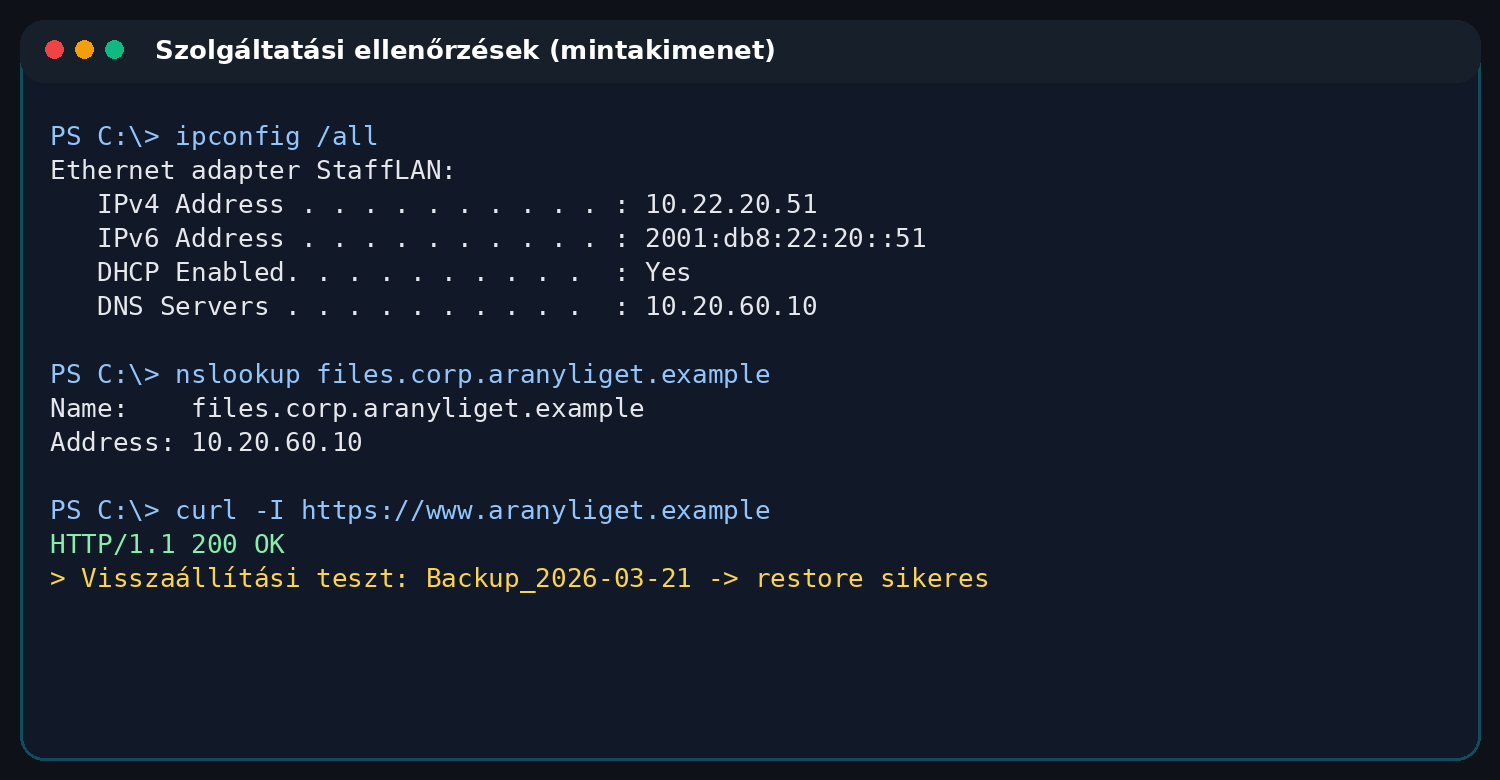 Szolgáltatási ellenőrzések (mintakimenet)
PS C:\> ipconfig /all
Ethernet adapter StaffLAN:
   IPv4 Address . . . . . . . . . . : 10.22.20.51
   IPv6 Address . . . . . . . . . . : 2001:db8:22:20::51
   DHCP Enabled. . . . . . . . . .  : Yes
   DNS Servers . . . . . . . . . .  : 10.20.60.10
PS C:\> nslookup files.corp.aranyliget.example
Name:    files.corp.aranyliget.example
Address: 10.20.60.10
PS C:\> curl -I https://www.aranyliget.example
HTTP/1.1 200 OK
> Visszaállítási teszt: Backup_2026-03-21 -> restore sikeres